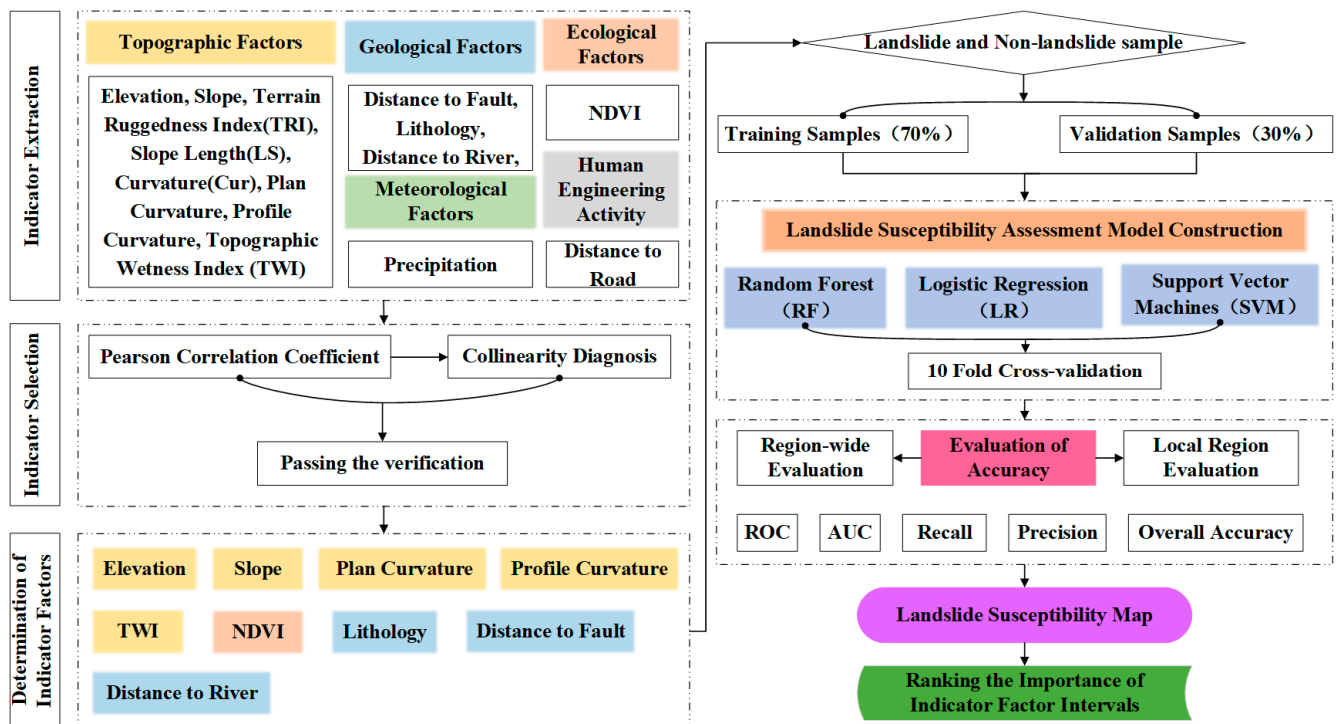 Indicator Extraction
Topographic Factors
Elevation, Slope, Terrain
Ruggedness Index(TRI),
Slope Length(LS),
Curvature(Cur), Plan
Curvature, Profile
Curvature, Topographic
Wetness Index (TWI)
Geological Factors
Distance to Fault,
Lithology,
Distance to River,
Meteorological
Factors
Precipitation
Ecological
Factors
NDVI
Human
Engineering
Activity
Distance to
Road
Indicator Selection
Pearson Correlation Coefficient
Collinearity Diagnosis
Passing the verification
Determination of
Indicator Factors
Elevation
Slope
Plan Curvature
Profile Curvature
TWI
NDVI
Lithology
Distance to Fault
Distance to River
Landslide and Non-landslide sample
Training Samples（70%）
Validation Samples（30%）
Landslide Susceptibility Assessment Model Construction
Random Forest
（RF）
Logistic Regression
（LR）
Support Vector
Machines（SVM）
10 Fold Cross-validation
Region-wide
Evaluation
Evaluation of
Accuracy
Local Region
Evaluation
ROC
AUC
Recall
Precision
Overall Accuracy
Landslide Susceptibility Map
Ranking the Importance of
Indicator Factor Intervals